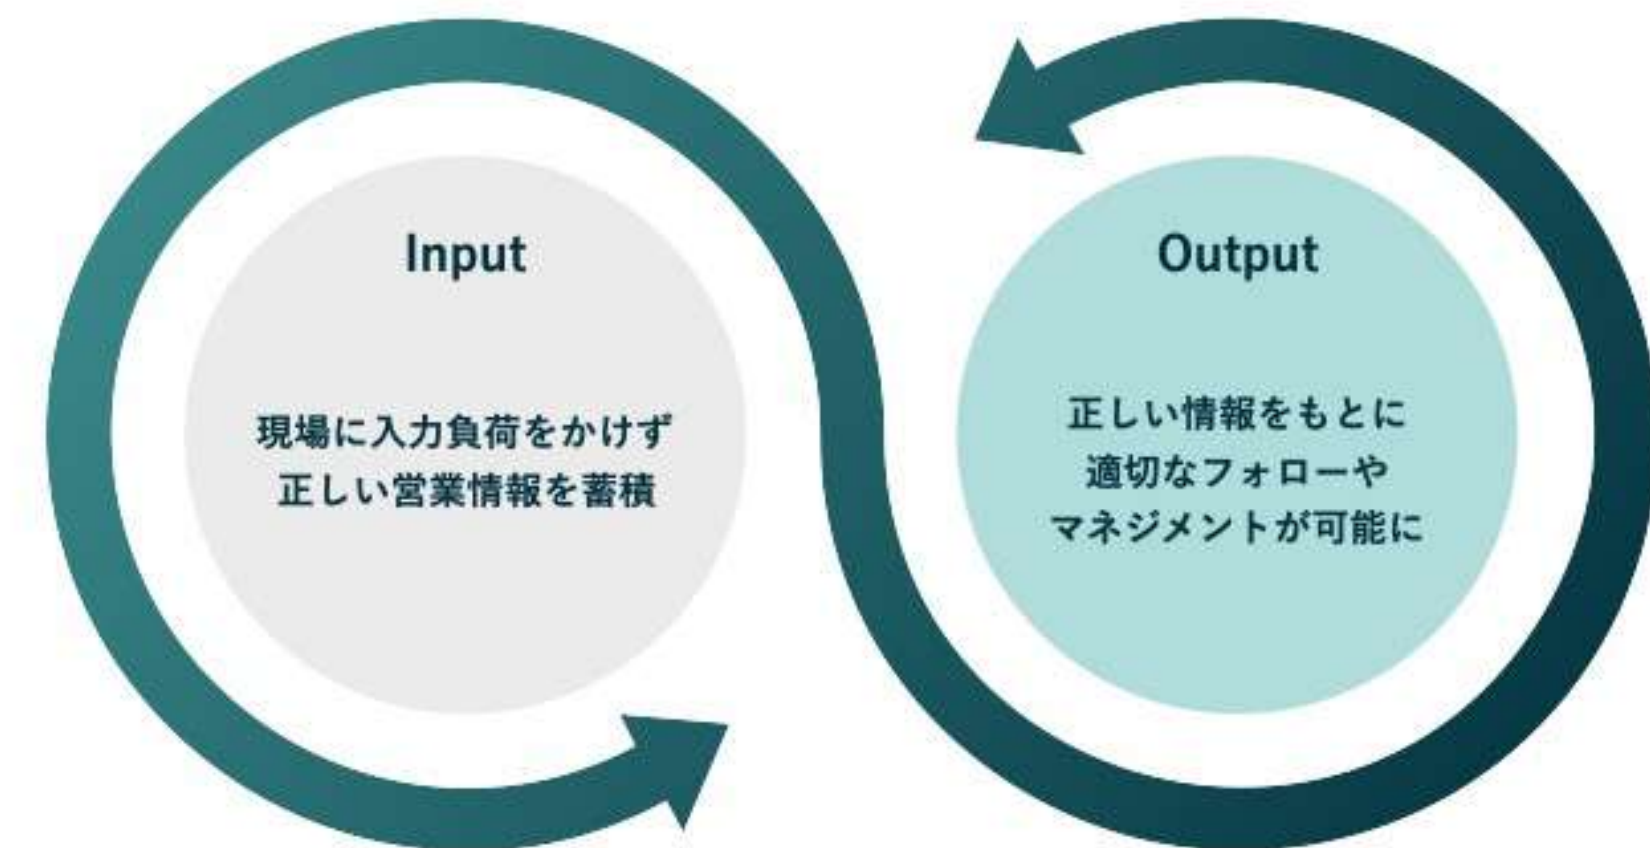 Input
現場に入力負荷をかけず
正しい営業情報を蓄積
Output
正しい情報をもとに
適切なフォローや
マネジメントが可能に